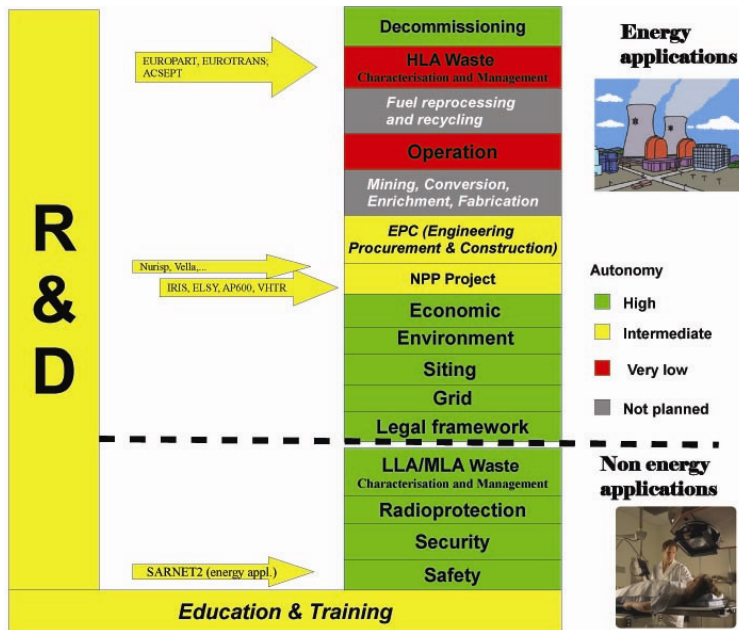 R
&
D
EUROPART, EUROTRANS;
ACSEPT
Nurisp, Vella,...
IRIS, ELSY, AP600, VHTR
SARNET2 (energy appl.)
Decommissioning
HLA Waste
Characterisation and Management
Fuel reprocessing
and recycling
Operation
Mining, Conversion,
Enrichment, Fabrication
EPC (Engineering
Procurement & Construction)
NPP Project
Economic
Environment
Siting
Grid
Legal framework
LLA/MLA Waste
Characterisation and Management
Radioprotection
Security
Safety
Education & Training
Energy
applications
Autonomy
High
Intermediate
Very low
Not planned
Non energy
applications